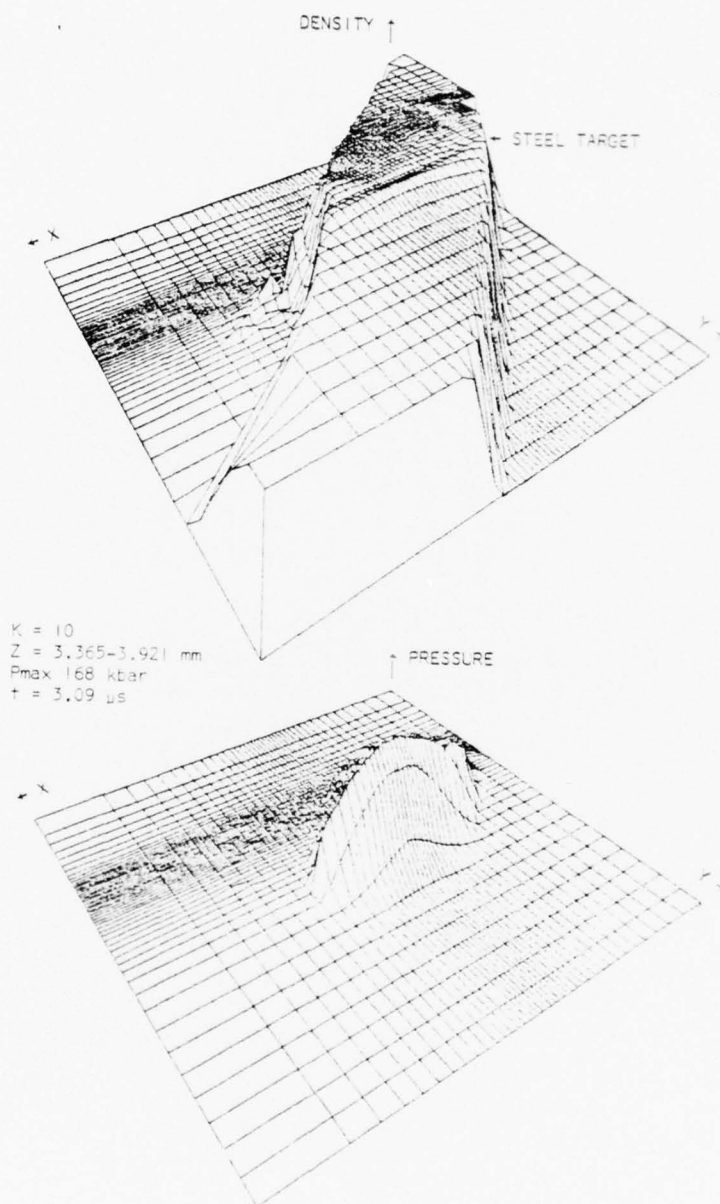 DENSITY ↑
← STEEL TARGET
← X
Y
K = 10
Z = 3.365-3.921 mm
Pmax 168 kbar
t = 3.09 µs
↑ PRESSURE
← X
Y